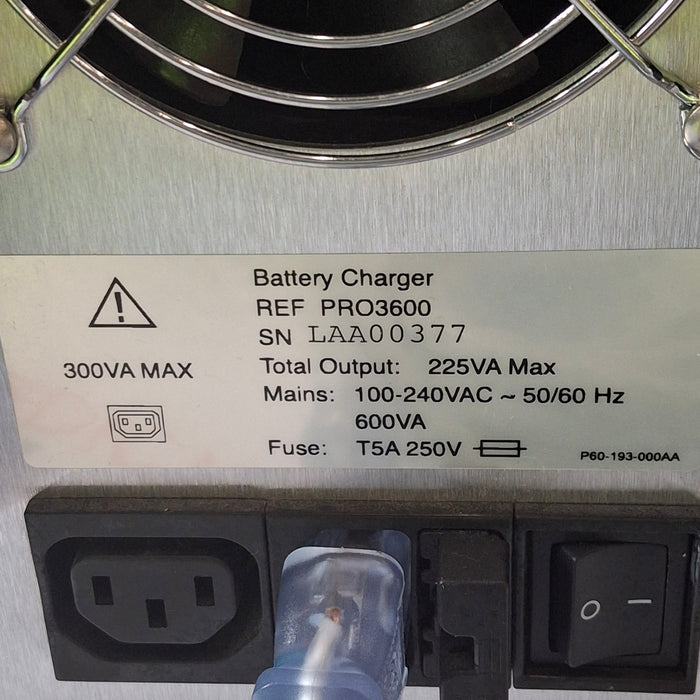 Battery Charger
REF PRO3600
SN LAA00377
300VA MAX
Total Output: 225VA Max
Mains: 100-240VAC ~ 50/60 Hz
600VA
Fuse: T5A 250V
P60-193-000AA
O I